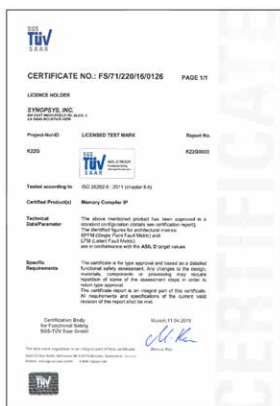 SGS
TÜV
SAAR
CERTIFICATE NO.: FS/71/220/16/0126 PAGE 1/1
LICENCE HOLDER
SYNOPSYS, INC.
Project-No/-ID LICENSED TEST MARK Report No.
K22G K22G0003
SGS
TÜV
SAAR
Tested according to ISO 26262-5 : 2011 (chapter 8.4)
Certified Product(s) Memory Compiler IP
Technical Data/Parameter
The above mentioned product has been approved in a
standard configuration (details see certification report).
The identified figures for architectural metrics
SPFM (Single Point Fault Metric) and
LFM (Latent Fault Metric)
are in conformance with the ASIL D target values
Specific Requirements
The certificate is for type approval and based on a detailed
functional safety assessment. Any changes to the design,
materials, components or processing may require
repetition of some of the assessment steps in order to
retain type approval.
The certificate report is an integral part of this certificate.
All requirements and specifications of the current valid
revision of the report shall be met.
Certification Body
for Functional Safety
SGS-TÜV Saar GmbH
Munich, 11.04.2016
TÜV
CERTIFICATE